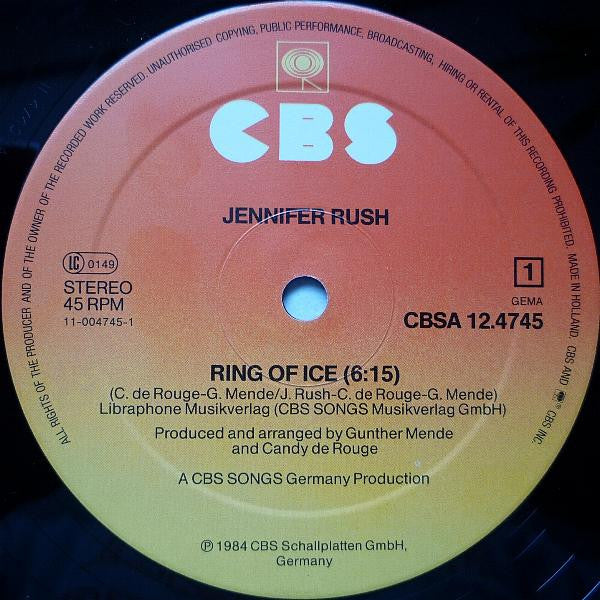 ALL RIGHTS OF THE PRODUCER AND OF THE OWNER OF THE RECORDED WORK RESERVED. UNAUTHORISED COPYING, PUBLIC PERFORMANCE, BROADCASTING, HIRING OR RENTAL OF THIS RECORDING PROHIBITED. MADE IN HOLLAND. CBS AND CBS INC.
CBS
JENNIFER RUSH
LC 0149
STEREO
45 RPM
11-004745-1
1
GEMA
CBSA 12.4745
RING OF ICE (6:15)
(C. de Rouge-G. Mende/J. Rush-C. de Rouge-G. Mende)
Libraphone Musikverlag (CBS SONGS Musikverlag GmbH)
Produced and arranged by Gunther Mende
and Candy de Rouge
A CBS SONGS Germany Production
℗ 1984 CBS Schallplatten GmbH,
Germany